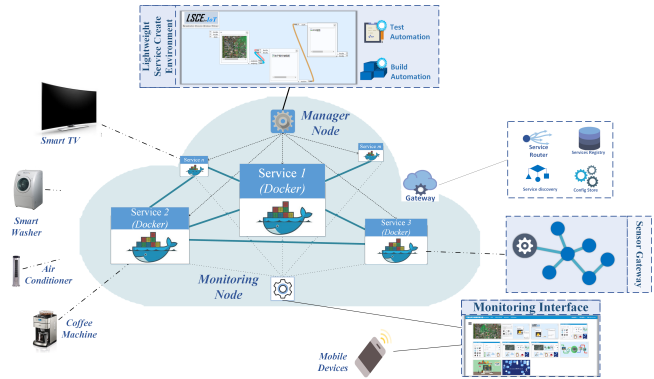 Lightweight
Service Create
Environment
LSCE-IoT
Test
Automation
Build
Automation
Manager
Node
Smart TV
Service n
Service m
Service 1
(Docker)
Service 2
(Docker)
Service 3
(Docker)
Gateway
Service
Router
Services Registry
Service discovery
Config Store
Smart
Washer
Sensor Gateway
Air
Conditioner
Monitoring
Node
Coffee
Machine
Monitoring Interface
Mobile
Devices